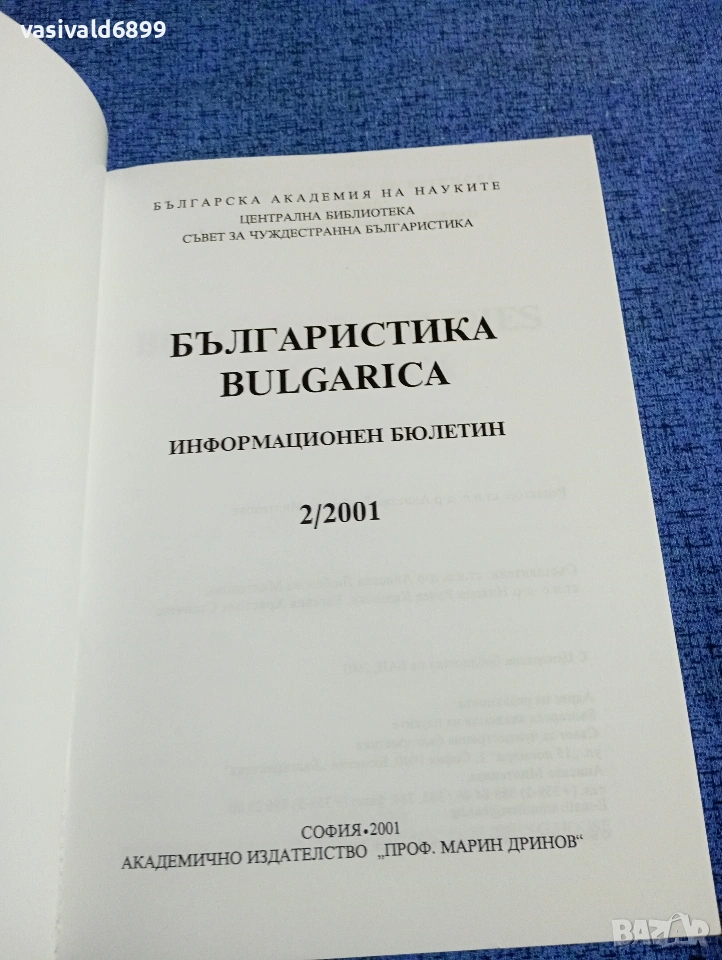 vasivald6899
БЪЛГАРСКА АКАДЕМИЯ НА НАУКИТЕ
ЦЕНТРАЛНА БИБЛИОТЕКА
СЪВЕТ ЗА ЧУЖДЕСТРАННА БЪЛГАРИСТИКА
БЪЛГАРИСТИКА
BULGARICA
ИНФОРМАЦИОНЕН БЮЛЕТИН
2/2001
СОФИЯ•2001
АКАДЕМИЧНО ИЗДАТЕЛСТВО „ПРОФ. МАРИН ДРИНОВ“
BAZAR